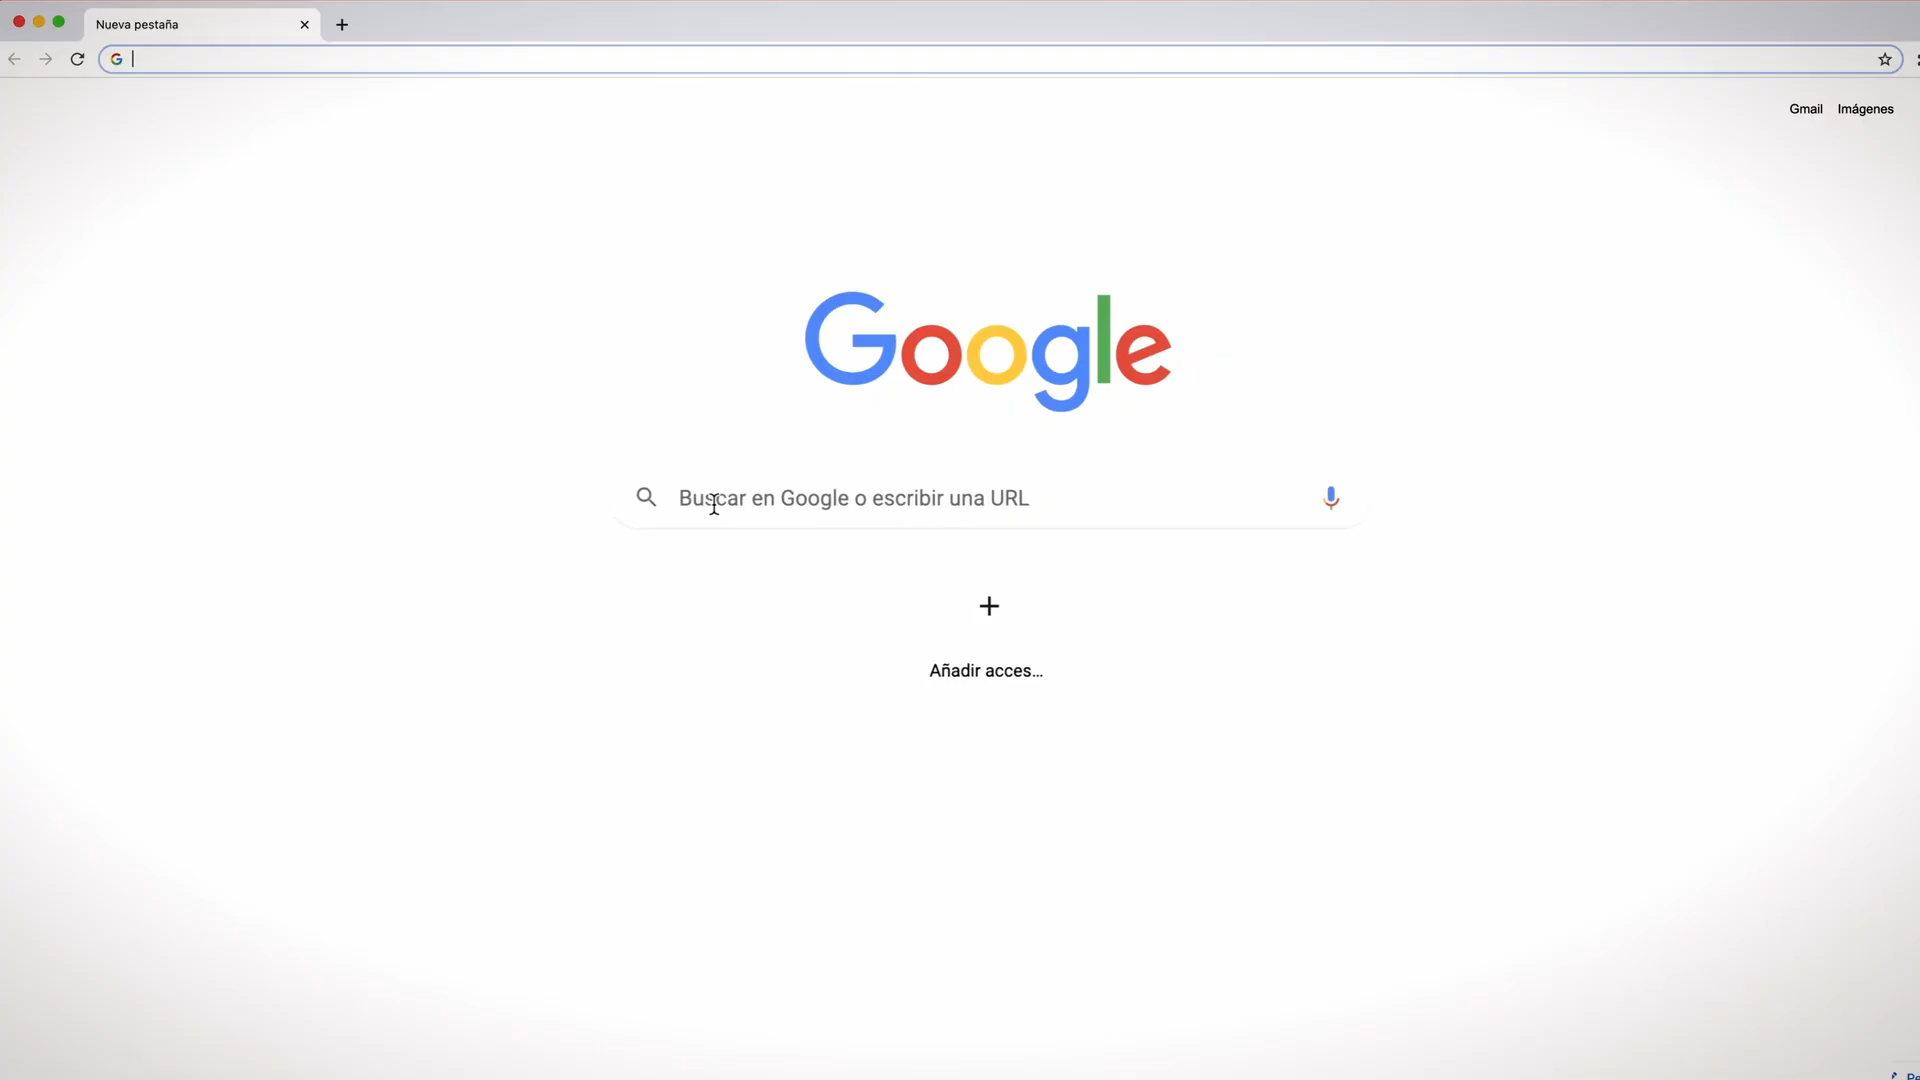 Nueva pestaña
Gmail Imágenes
Google
Buscar en Google o escribir una URL
Añadir acces...